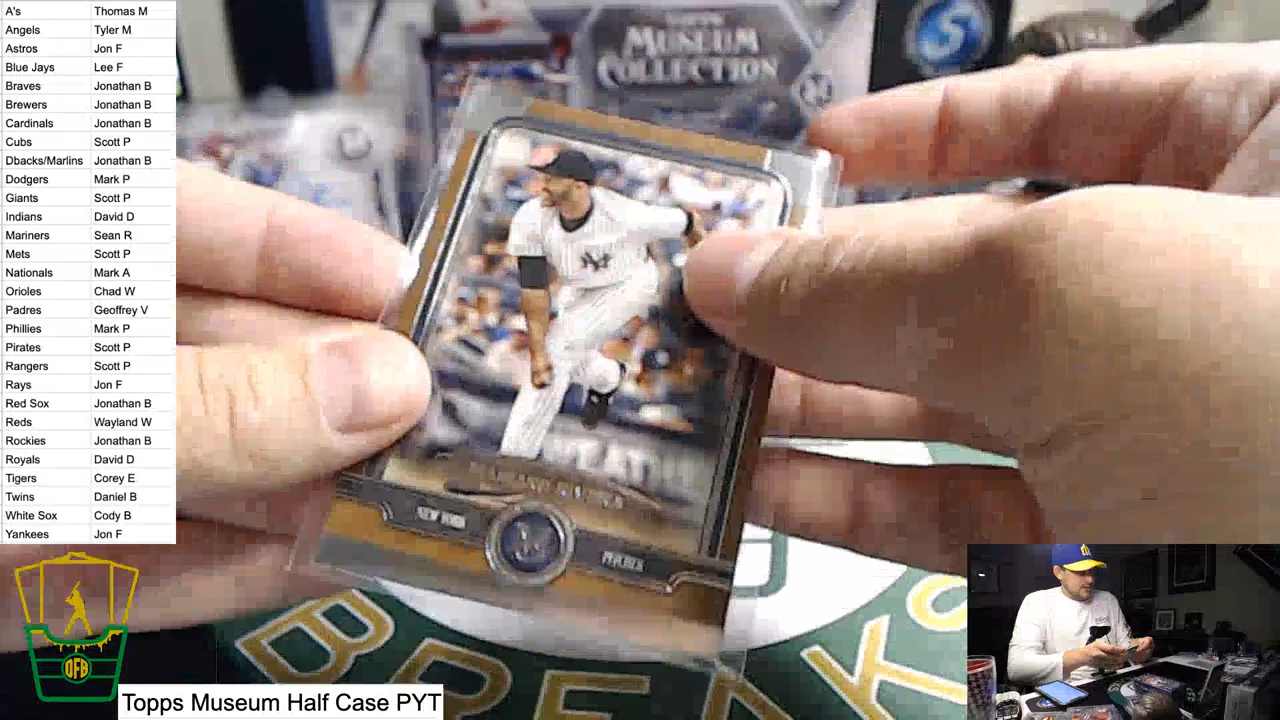 A's Thomas M
Angels Tyler M
Astros Jon F
Blue Jays Lee F
Braves Jonathan B
Brewers Jonathan B
Cardinals Jonathan B
Cubs Scott P
Dbacks/Marlins Jonathan B
Dodgers Mark P
Giants Scott P
Indians David D
Mariners Sean R
Mets Scott P
Nationals Mark A
Orioles Chad W
Padres Geoffrey V
Phillies Mark P
Pirates Scott P
Rangers Scott P
Rays Jon F
Red Sox Jonathan B
Reds Wayland W
Rockies Jonathan B
Royals David D
Tigers Corey E
Twins Daniel B
White Sox Cody B
Yankees Jon F
TOPPS
MUSEUM
COLLECTION
S
NY
NEW YORK
PITCHER
BREAKS
OFB
Topps Museum Half Case PYT